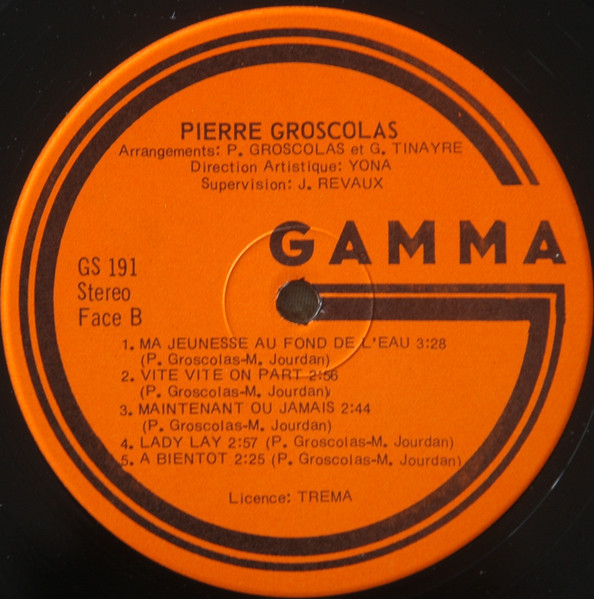 PIERRE GROSCOLAS
Arrangements: P. GROSCOLAS et G. TINAYRE
Direction Artistique: YONA
Supervision: J. REVAUX
GAMMA
GS 191
Stereo
Face B
1. MA JEUNESSE AU FOND DE L'EAU 3:28
(P. Groscolas-M. Jourdan)
2. VITE VITE ON PART 2:56
(P. Groscolas-M. Jourdan)
3. MAINTENANT OU JAMAIS 2:44
(P. Groscolas-M. Jourdan)
4. LADY LAY 2:57 (P. Groscolas-M. Jourdan)
5. A BIENTOT 2:25 (P. Groscolas-M. Jourdan)
Licence: TREMA